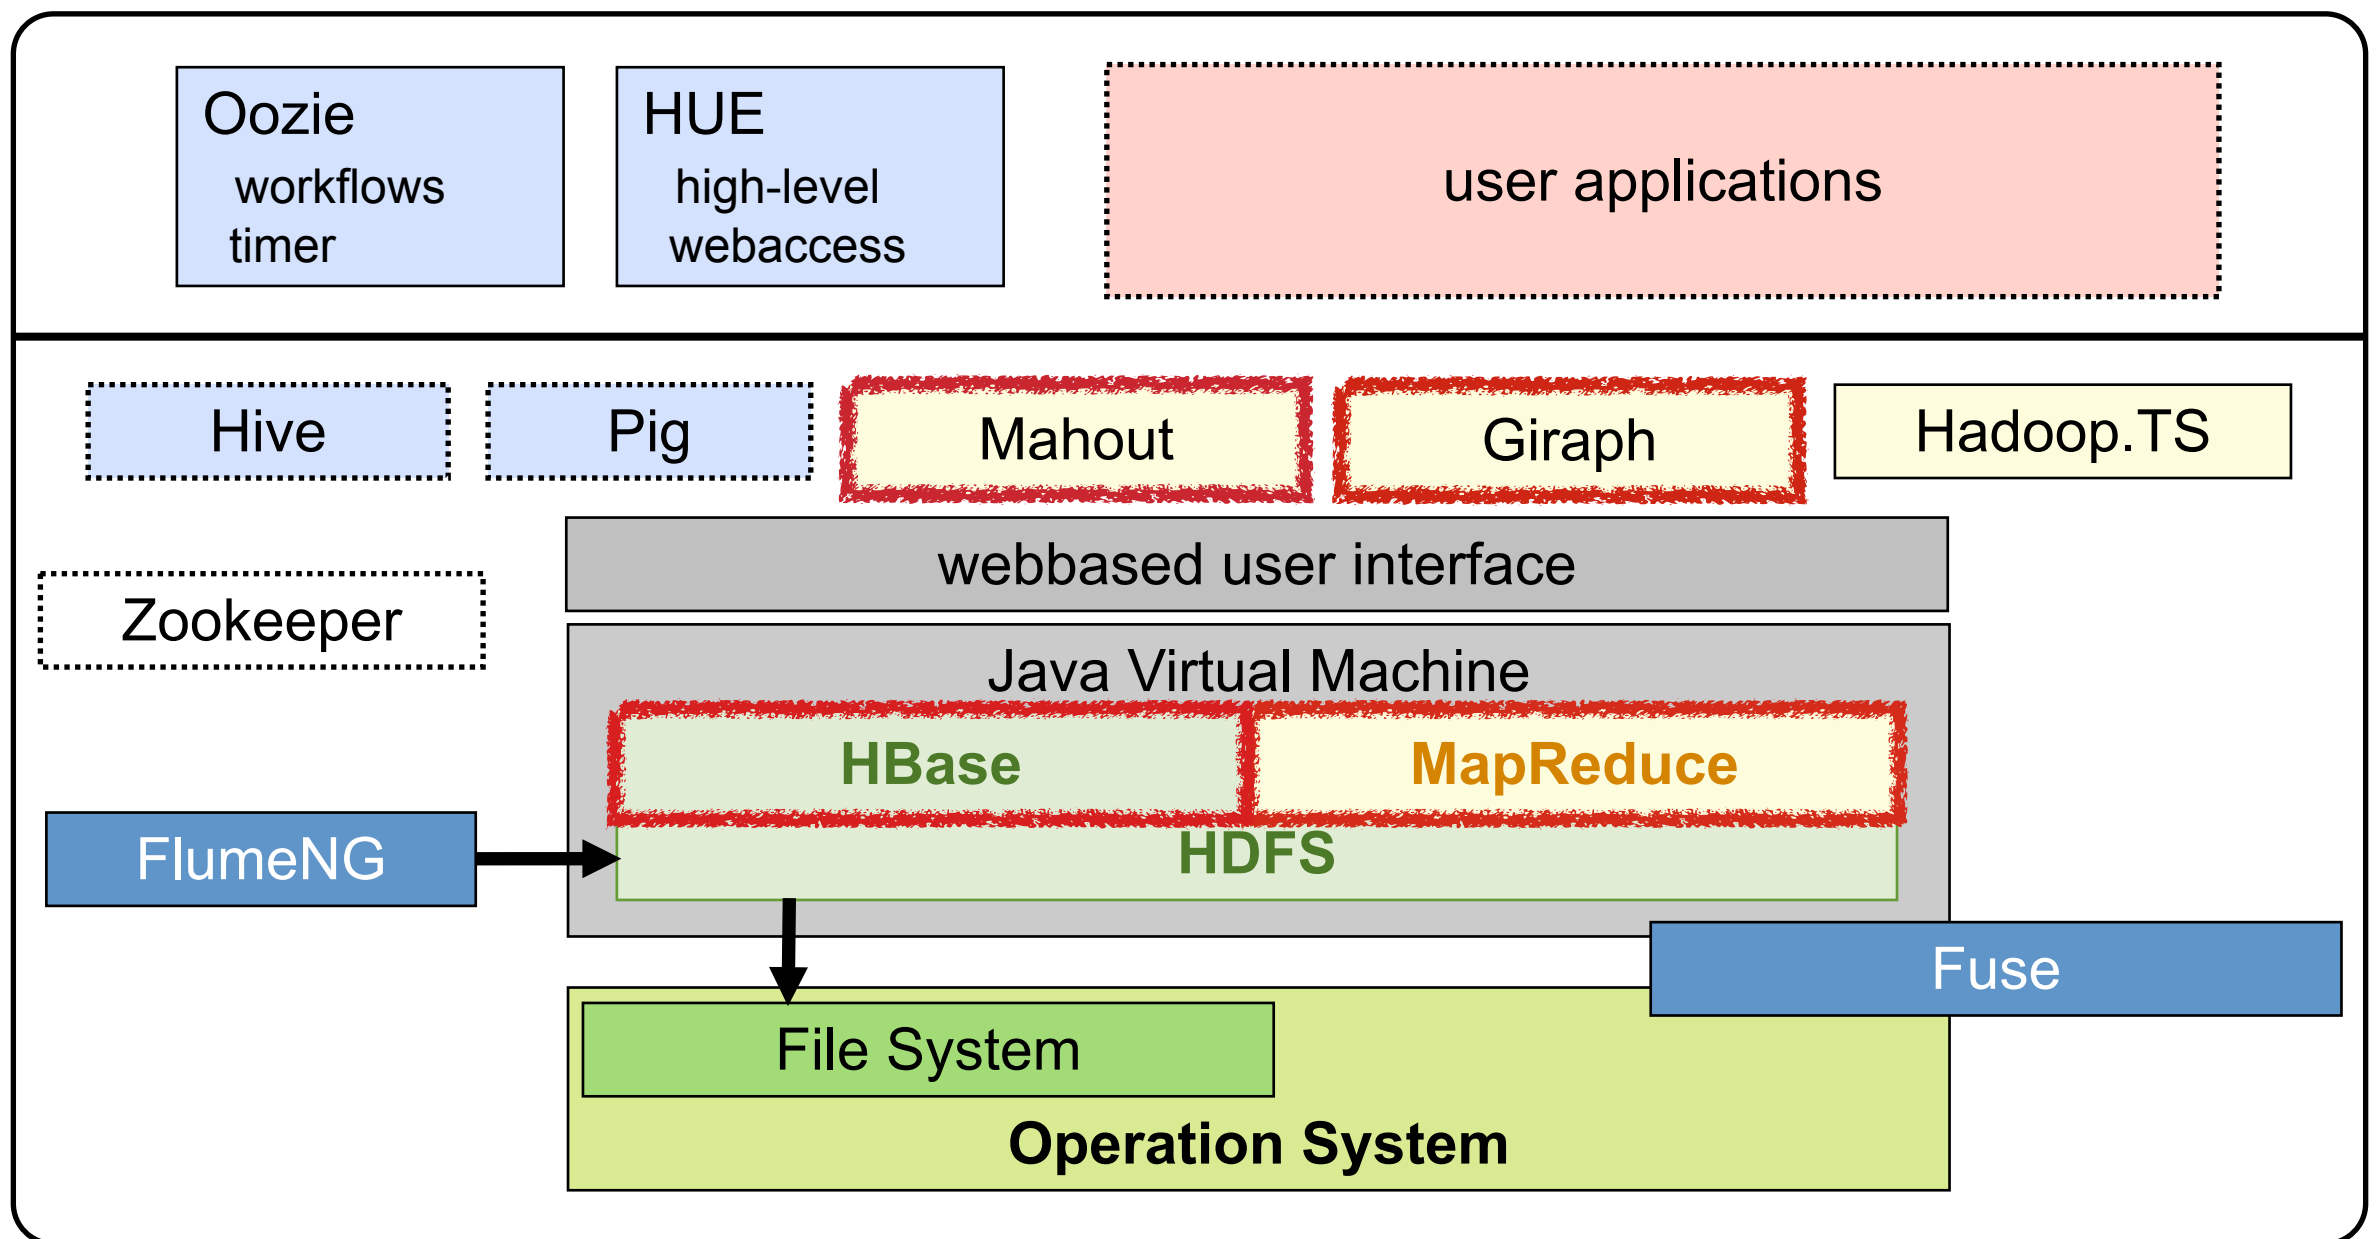 Oozie
workflows
timer
HUE
high-level
webaccess
user applications
Hive
Pig
Mahout
Giraph
Hadoop.TS
webbased user interface
Zookeeper
Java Virtual Machine
HBase
MapReduce
FlumeNG
HDFS
Fuse
File System
Operation System